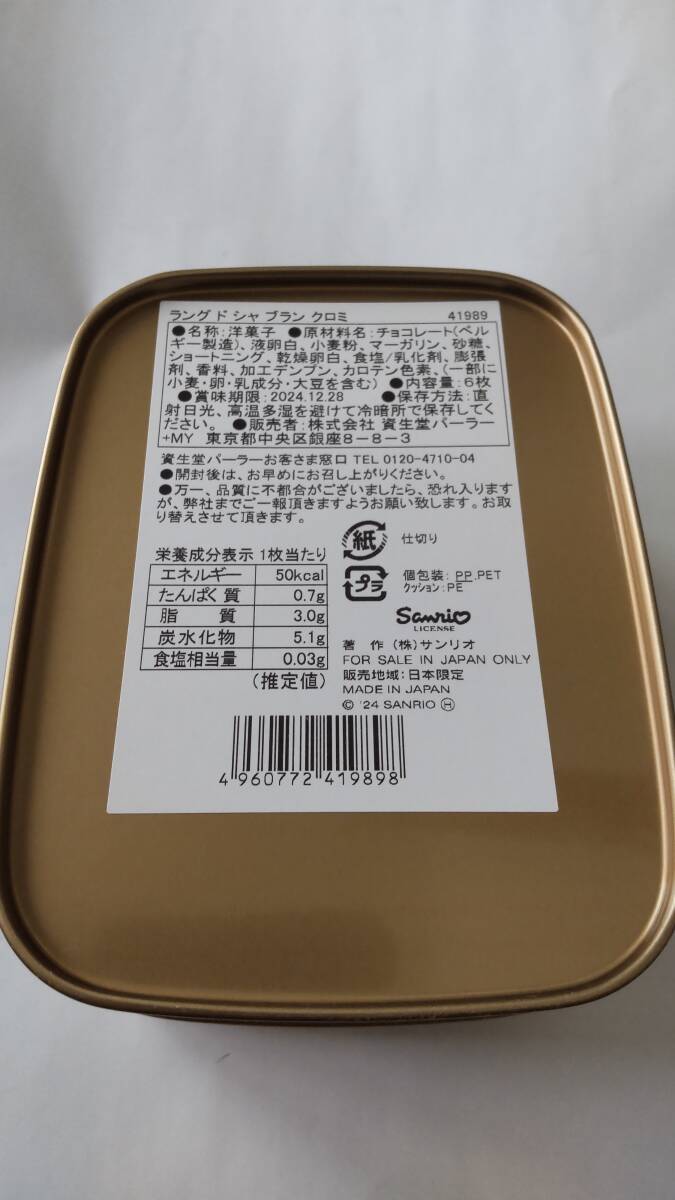 ラング ド シャ ブラン クロミ 41989
●名称:洋菓子 ●原材料名:チョコレート(ベル
ギー製造)、液卵白、小麦粉、マーガリン、砂糖、
ショートニング、乾燥卵白、食塩/乳化剤、膨張
剤、香料、加工デンプン、カロテン色素、(一部に
小麦・卵・乳成分・大豆を含む) ●内容量:6枚
●賞味期限:2024.12.28 ●保存方法:直
射日光、高温多湿を避けて冷暗所で保存してく
ださい。 ●販売者:株式会社 資生堂パーラー
+MY 東京都中央区銀座8-8-3
資生堂パーラーお客さま窓口 TEL 0120-4710-04
●開封後は、お早めにお召し上がりください。
●万一、品質に不都合がございましたら、恐れ入ります
が、弊社までご一報頂きますようお願い致します。お取
り替えさせて頂きます。
栄養成分表示 1枚当たり
エネルギー 50kcal
たんぱく質 0.7g
脂 質 3.0g
炭水化物 5.1g
食塩相当量 0.03g
(推定値)
紙 仕切り
プラ 個包装:PP.PET
クッション:PE
Sanrio
LICENSE
著 作 (株)サンリオ
FOR SALE IN JAPAN ONLY
販売地域:日本限定
MADE IN JAPAN
© '24 SANRIO Ⓗ
4 960772 419898